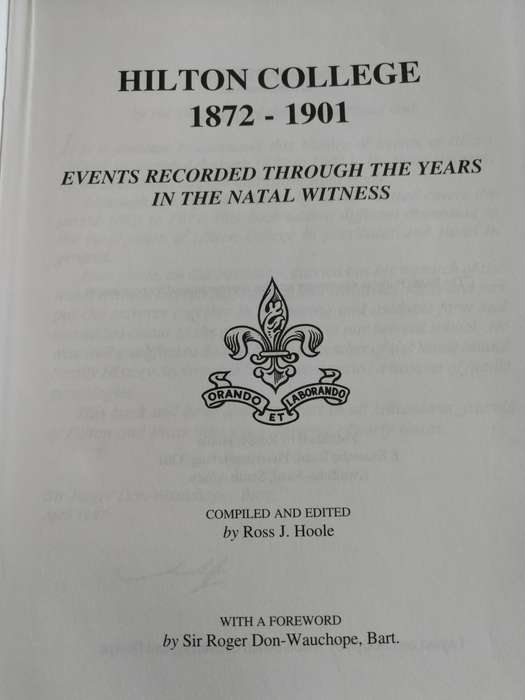 HILTON COLLEGE
1872 - 1901
EVENTS RECORDED THROUGH THE YEARS
IN THE NATAL WITNESS
ORANDO ET LABORANDO
COMPILED AND EDITED
by Ross J. Hoole
WITH A FOREWORD
by Sir Roger Don-Wauchope, Bart.